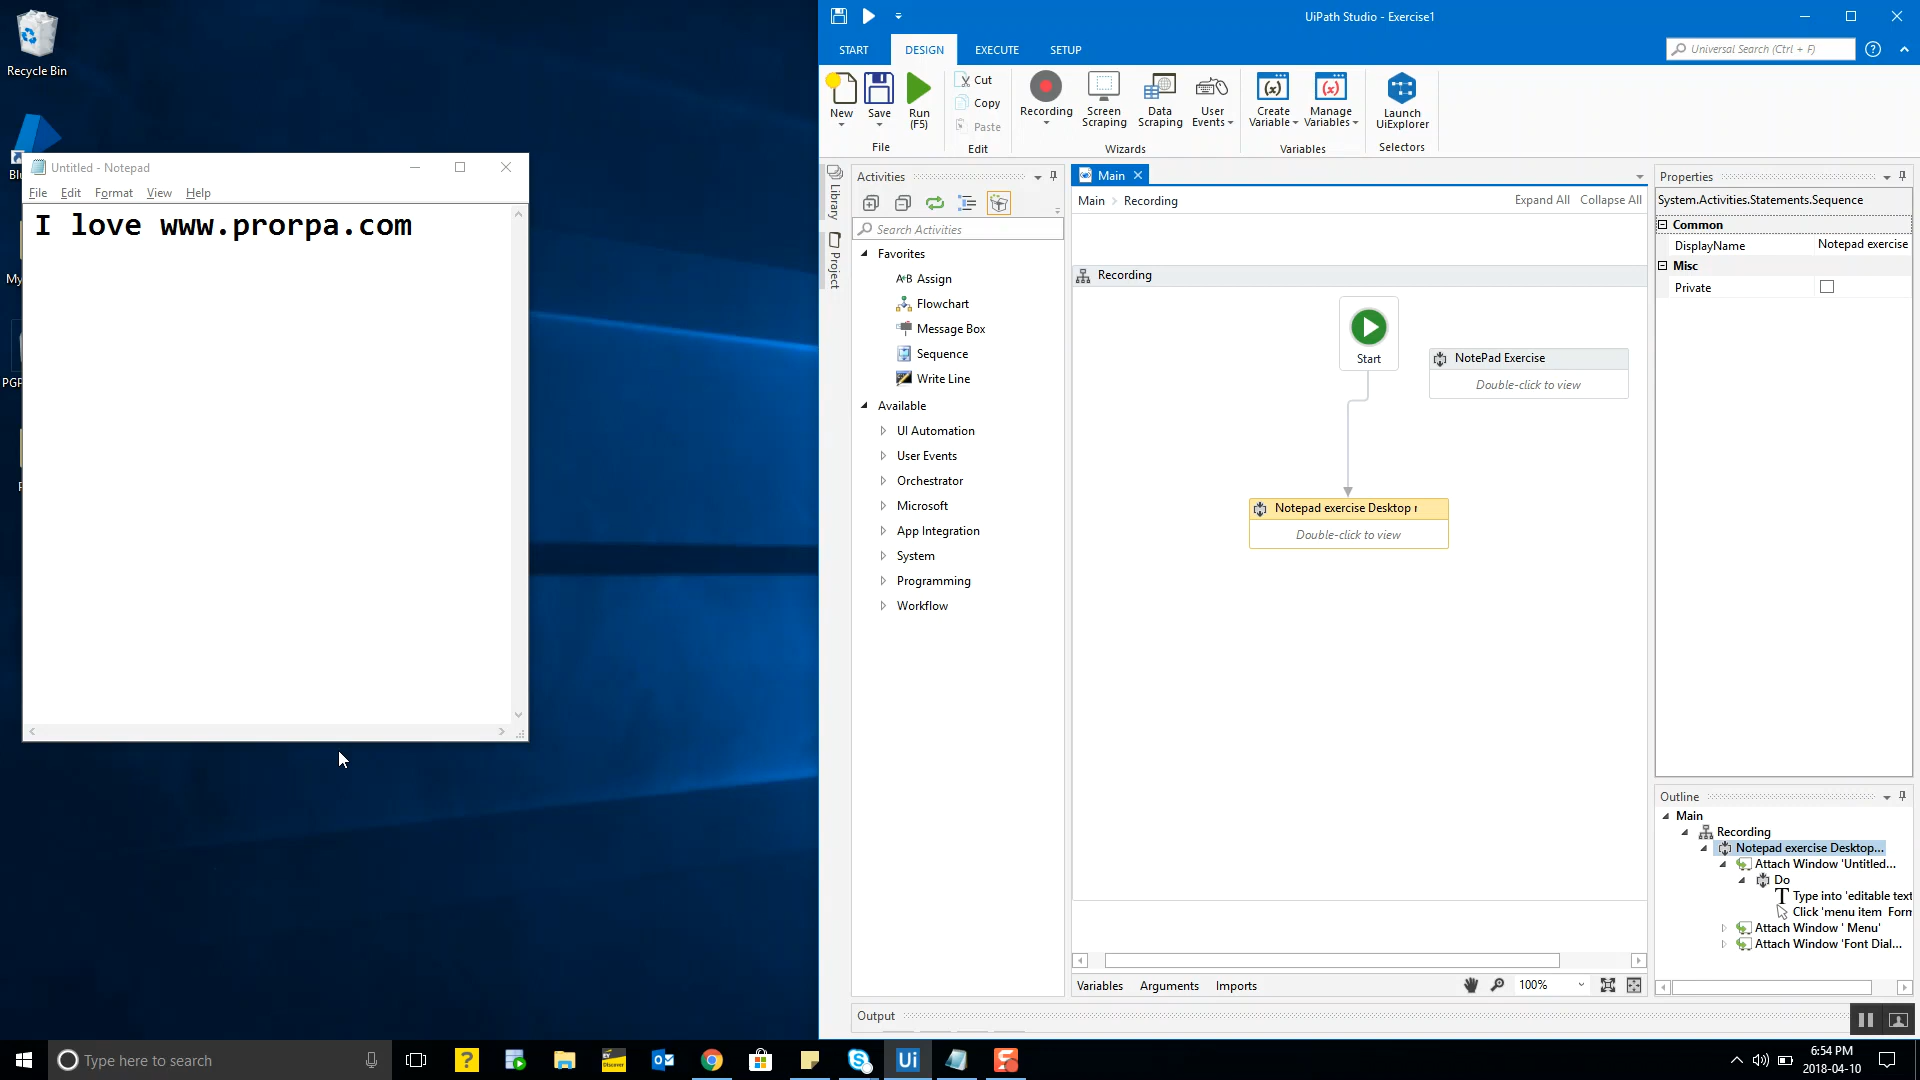 Recycle Bin
Untitled - Notepad
File Edit Format View Help
I love www.prorpa.com
UiPath Studio - Exercise1
START DESIGN EXECUTE SETUP
Universal Search (Ctrl + F)
New
Save
Run
(F5)
File
Cut
Copy
Paste
Edit
Recording
Screen
Scraping
Data
Scraping
User
Events
Wizards
Create
Variable
Manage
Variables
Variables
Launch
UiExplorer
Selectors
Library
Project
Activities
Search Activities
Favorites
Assign
Flowchart
Message Box
Sequence
Write Line
Available
UI Automation
User Events
Orchestrator
Microsoft
App Integration
System
Programming
Workflow
Main
Main Recording Expand All Collapse All
Recording
Start
NotePad Exercise
Double-click to view
Notepad exercise Desktop r
Double-click to view
Variables Arguments Imports 100%
Output
Properties
System.Activities.Statements.Sequence
Common
DisplayName Notepad exercise
Misc
Private
Outline
Main
Recording
Notepad exercise Desktop...
Attach Window 'Untitled...
Do
Type into 'editable text
Click 'menu item Form
Attach Window ' Menu'
Attach Window 'Font Dial...
Type here to search
Ui
6:54 PM
2018-04-10